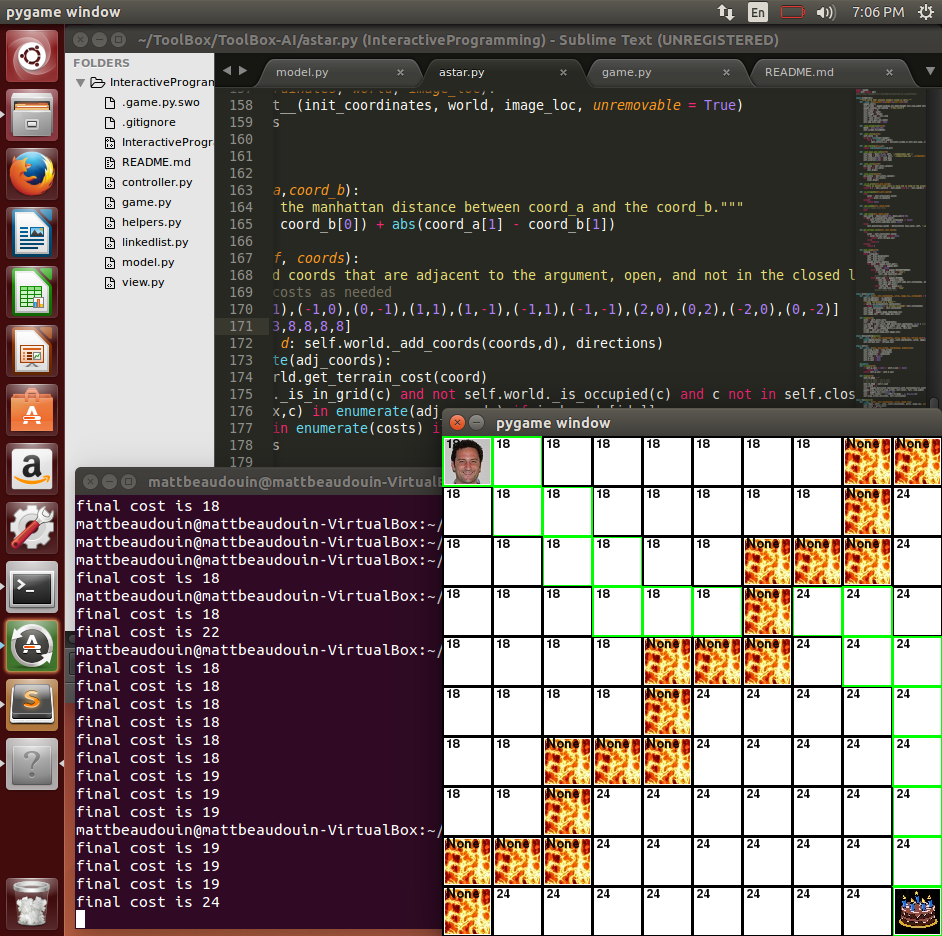 pygame window
En
7:06 PM
~/ToolBox/ToolBox-AI/astar.py (InteractiveProgramming) - Sublime Text (UNREGISTERED)
FOLDERS
InteractiveProgram
.game.py.swo
.gitignore
InteractiveProgr
README.md
controller.py
game.py
helpers.py
linkedlist.py
model.py
view.py
model.py
astar.py
game.py
README.md
158 t__(init_coordinates, world, image_loc, unremovable = True)
159 s
160
161
162
163 a,coord_b):
164 the manhattan distance between coord_a and the coord_b."""
165 coord_b[0]) + abs(coord_a[1] - coord_b[1])
166
167 f, coords):
168 d coords that are adjacent to the argument, open, and not in the closed l
169 costs as needed
170 1),(-1,0),(0,-1),(1,1),(1,-1),(-1,1),(-1,-1),(2,0),(0,2),(-2,0),(0,-2)]
171 3,8,8,8,8]
172 d: self.world._add_coords(coords,d), directions)
173 te(adj_coords):
174 rld.get_terrain_cost(coord)
175 ._is_in_grid(c) and not self.world._is_occupied(c) and c not in self.clos
176 x,c) in enumerate(adj
177 in enumerate(costs) i
178 s
179
mattbeaudouin@mattbeaudouin-VirtualB
final cost is 18
mattbeaudouin@mattbeaudouin-VirtualBox:~/
mattbeaudouin@mattbeaudouin-VirtualBox:~/
mattbeaudouin@mattbeaudouin-VirtualBox:~/
final cost is 18
mattbeaudouin@mattbeaudouin-VirtualBox:~/
final cost is 18
final cost is 22
mattbeaudouin@mattbeaudouin-VirtualBox:~/
final cost is 18
final cost is 18
final cost is 18
final cost is 18
final cost is 18
final cost is 18
final cost is 19
final cost is 19
final cost is 19
mattbeaudouin@mattbeaudouin-VirtualBox:~/
final cost is 19
final cost is 19
final cost is 19
final cost is 24
pygame window
18 18 18 18 18 18 18 18 None None
18 18 18 18 18 18 18 18 None 24
18 18 18 18 18 18 None None None 24
18 18 18 18 18 18 None 24 24 24
18 18 18 18 None None None 24 24 24
18 18 18 18 None 24 24 24 24 24
18 18 None None None 24 24 24 24 24
18 18 None 24 24 24 24 24 24 24
None None None 24 24 24 24 24 24 24
None 24 24 24 24 24 24 24 24